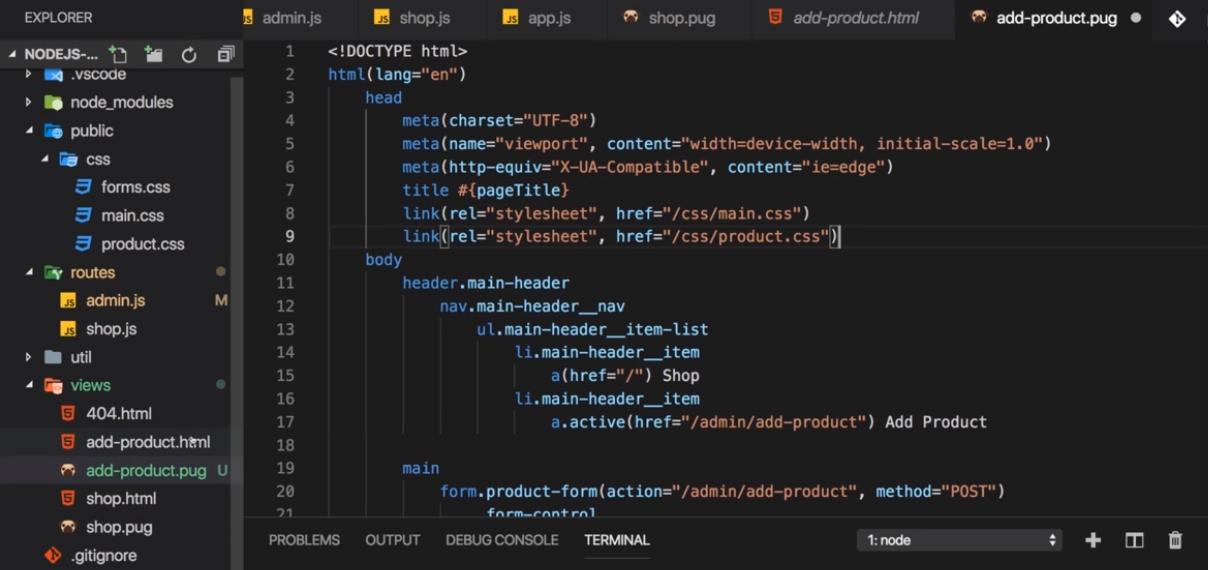 EXPLORER
admin.js
shop.js
app.js
shop.pug
add-product.html
add-product.pug
NODEJS-...
.vscode
node_modules
public
css
forms.css
main.css
product.css
routes
admin.js M
shop.js
util
views
404.html
add-product.html
add-product.pug U
shop.html
shop.pug
.gitignore
1 <!DOCTYPE html>
2 html(lang="en")
3 head
4 meta(charset="UTF-8")
5 meta(name="viewport", content="width=device-width, initial-scale=1.0")
6 meta(http-equiv="X-UA-Compatible", content="ie=edge")
7 title #{pageTitle}
8 link(rel="stylesheet", href="/css/main.css")
9 link(rel="stylesheet", href="/css/product.css")
10 body
11 header.main-header
12 nav.main-header__nav
13 ul.main-header__item-list
14 li.main-header__item
15 a(href="/") Shop
16 li.main-header__item
17 a.active(href="/admin/add-product") Add Product
18
19 main
20 form.product-form(action="/admin/add-product", method="POST")
21 .form-control
PROBLEMS OUTPUT DEBUG CONSOLE TERMINAL
1: node